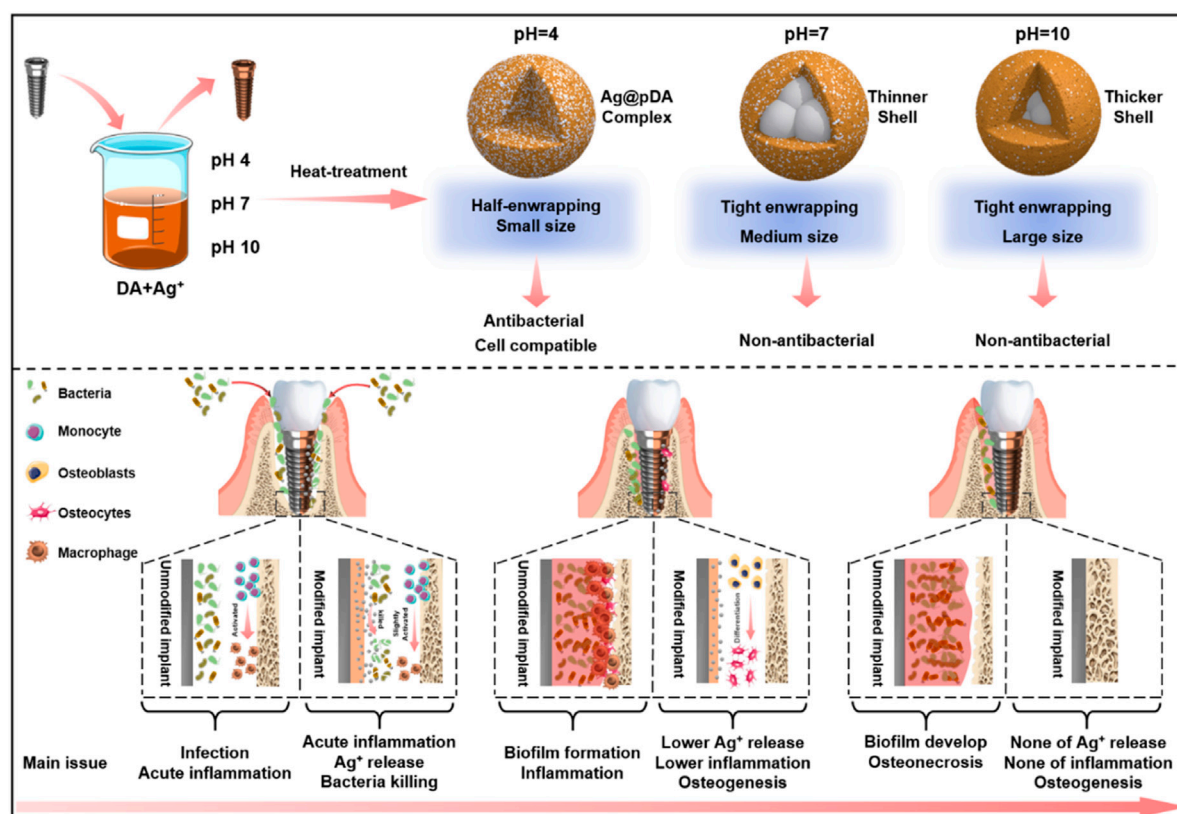 pH=4
pH=7
pH=10
Ag@pDA
Complex
Thinner
Shell
Thicker
Shell
pH 4
pH 7
pH 10
Heat-treatment
DA+Ag⁺
Half-enwrapping
Small size
Tight enwrapping
Medium size
Tight enwrapping
Large size
Antibacterial
Cell compatible
Non-antibacterial
Non-antibacterial
Bacteria
Monocyte
Osteoblasts
Osteocytes
Macrophage
Unmodified implant
Activated
Modified implant
Killed
Slightly
Activated
Unmodified implant
Modified implant
Differentiation
Unmodified implant
Modified implant
Main issue
Infection
Acute inflammation
Acute inflammation
Ag⁺ release
Bacteria killing
Biofilm formation
Inflammation
Lower Ag⁺ release
Lower inflammation
Osteogenesis
Biofilm develop
Osteonecrosis
None of Ag⁺ release
None of inflammation
Osteogenesis